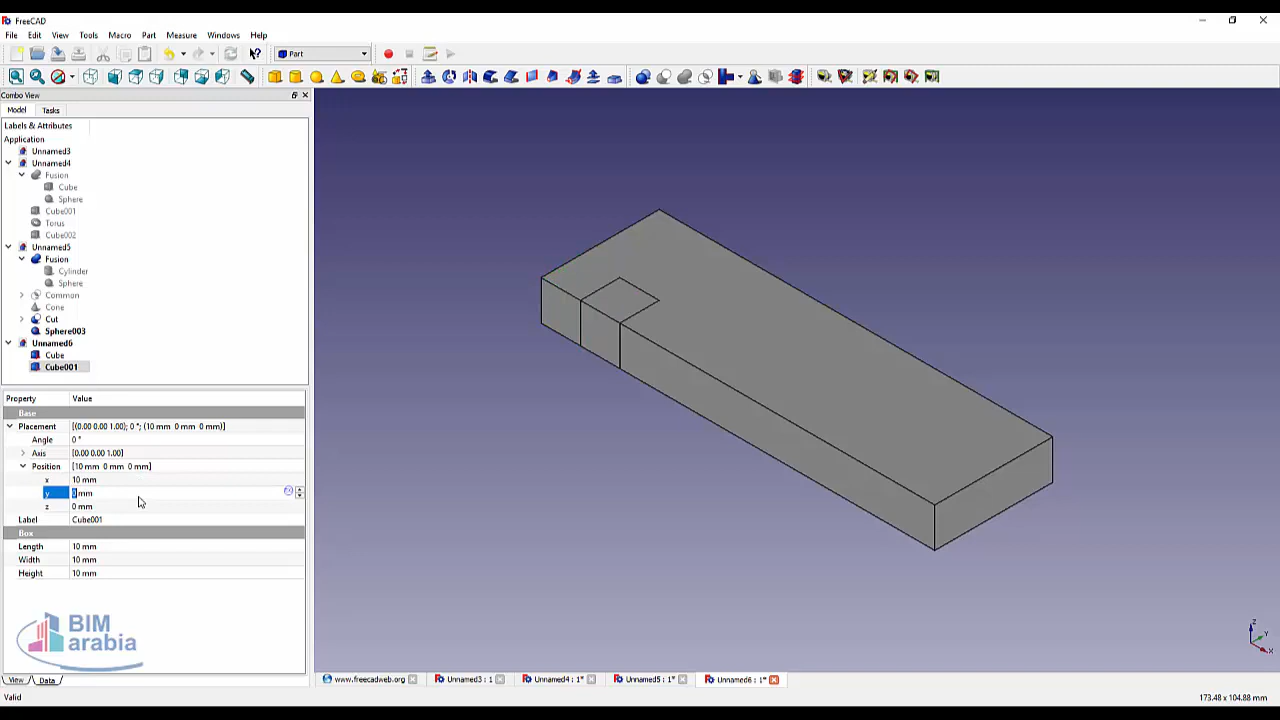 FreeCAD
File Edit View Tools Macro Part Measure Windows Help
Part
Combo View
Model Tasks
Labels & Attributes
Application
Unnamed3
Unnamed4
Fusion
Cube
Sphere
Cube001
Torus
Cube002
Unnamed5
Fusion
Cylinder
Sphere
Common
Cone
Cut
Sphere003
Unnamed6
Cube
Cube001
Property Value
Base
Placement [(0.00 0.00 1.00); 0 °; (10 mm 0 mm 0 mm)]
Angle 0 °
Axis [0.00 0.00 1.00]
Position [10 mm 0 mm 0 mm]
x 10 mm
y 0 mm
z 0 mm
Label Cube001
Box
Length 10 mm
Width 10 mm
Height 10 mm
BIM
arabia
View Data
www.freecadweb.org Unnamed3 : 1 Unnamed4 : 1* Unnamed5 : 1* Unnamed6 : 1*
Valid 173.48 x 104.88 mm
Z
Y
X